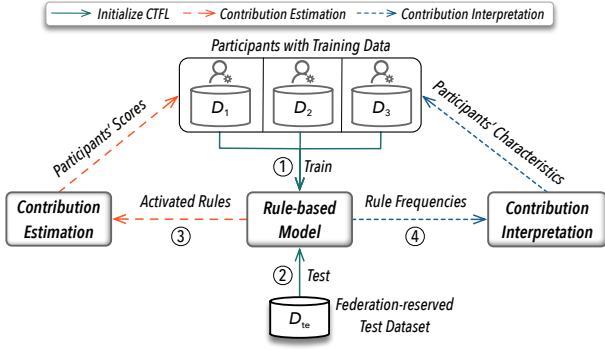 Initialize CTFL
Contribution Estimation
Contribution Interpretation
Participants with Training Data
D1
D2
D3
Participants' Scores
Participants' Characteristics
① Train
Contribution
Estimation
Activated Rules
③
Rule-based
Model
Rule Frequencies
④
Contribution
Interpretation
② Test
Dte
Federation-reserved
Test Dataset